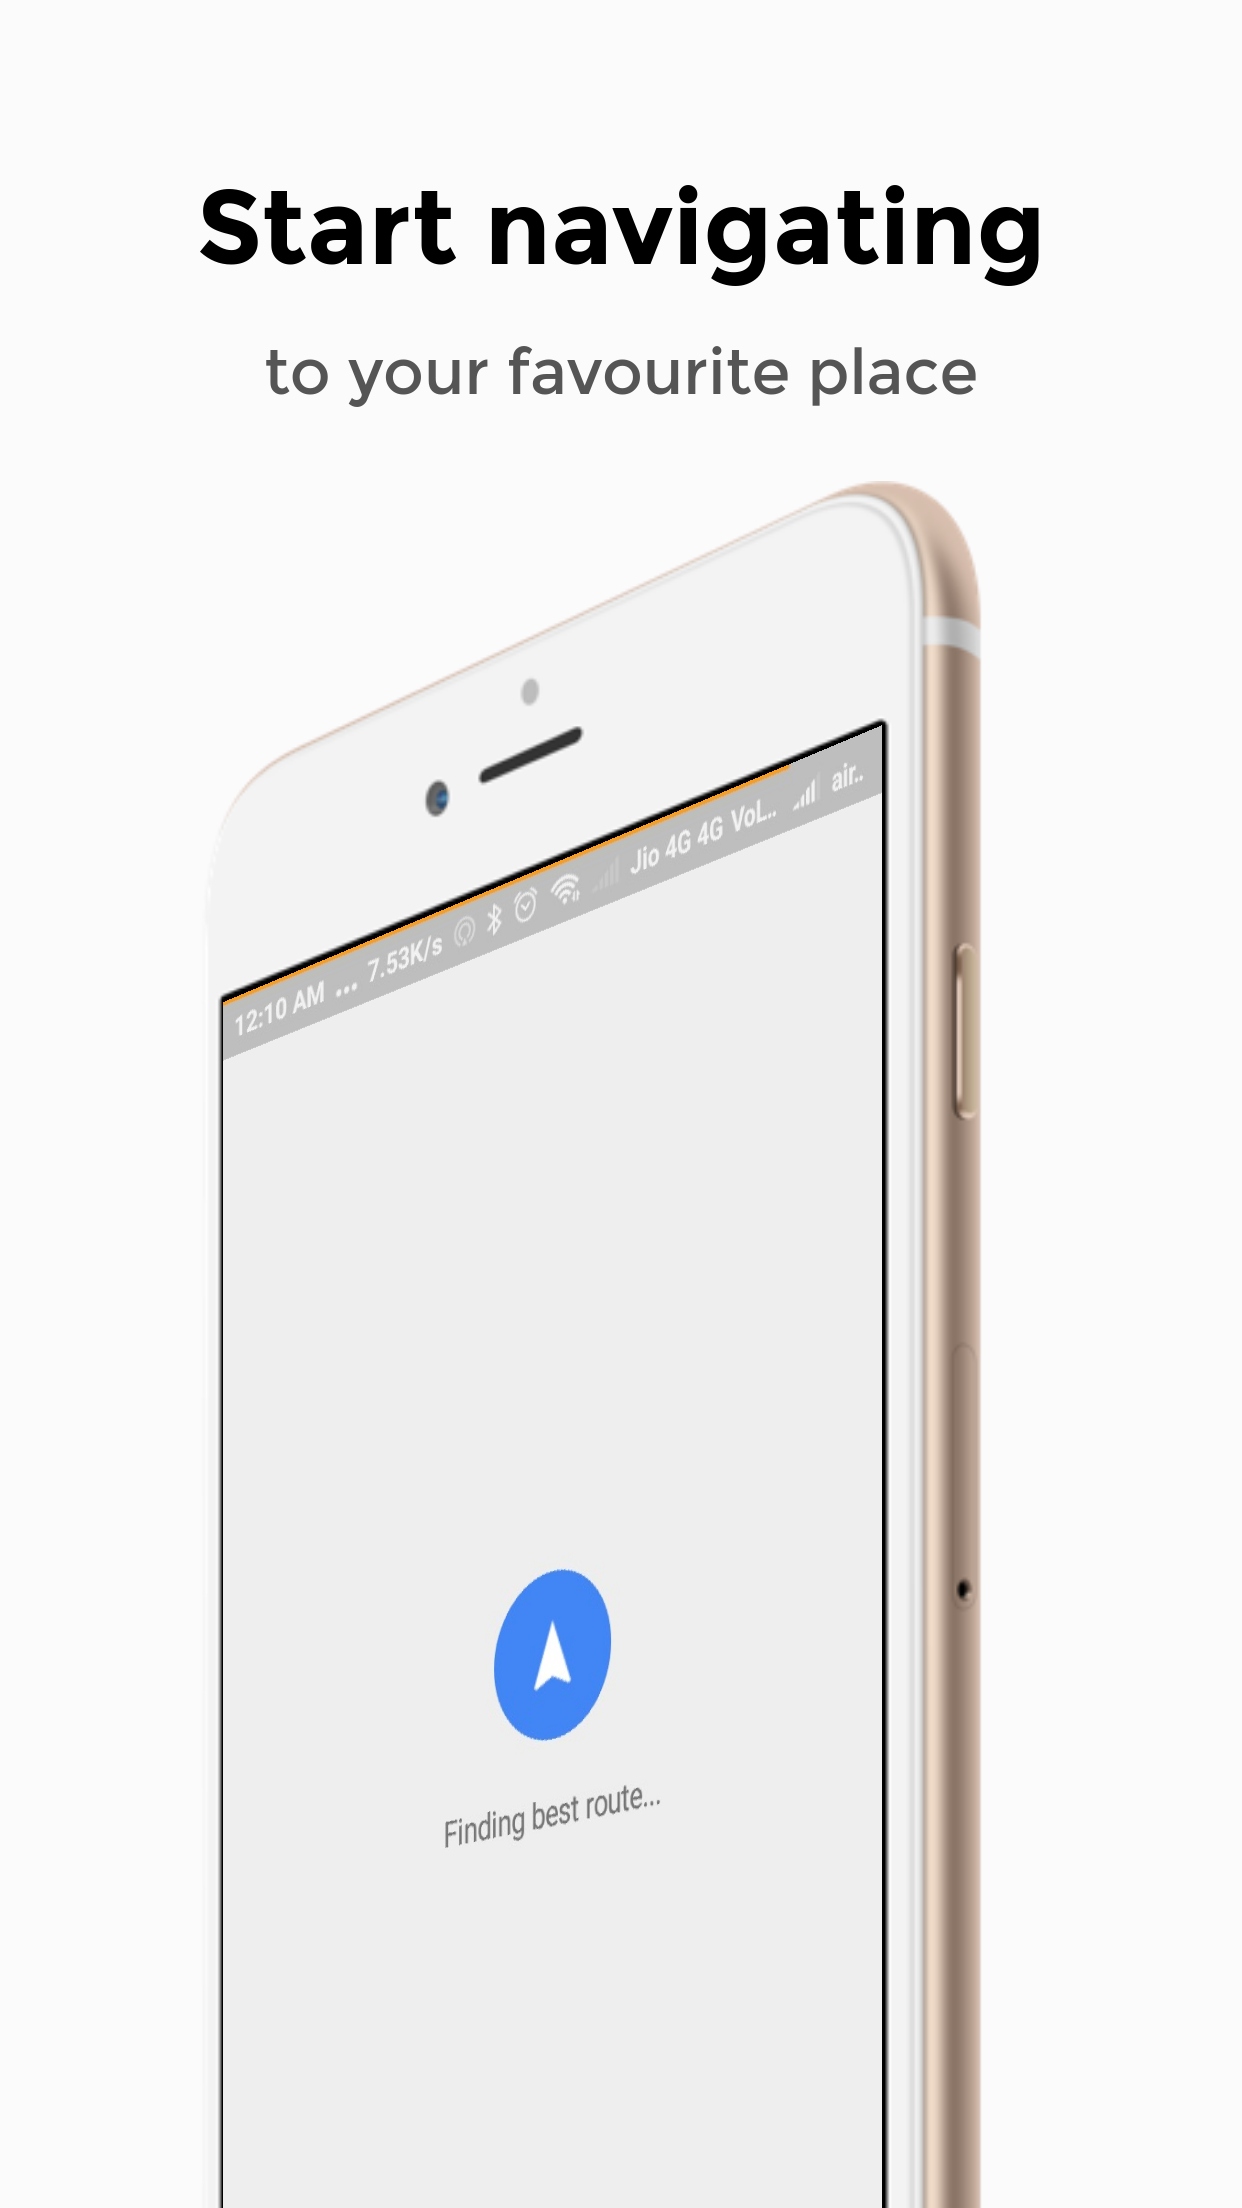 Start navigating
to your favourite place
12:10 AM ... 7.53K/s Jio 4G 4G VoL.. air..
Finding best route...